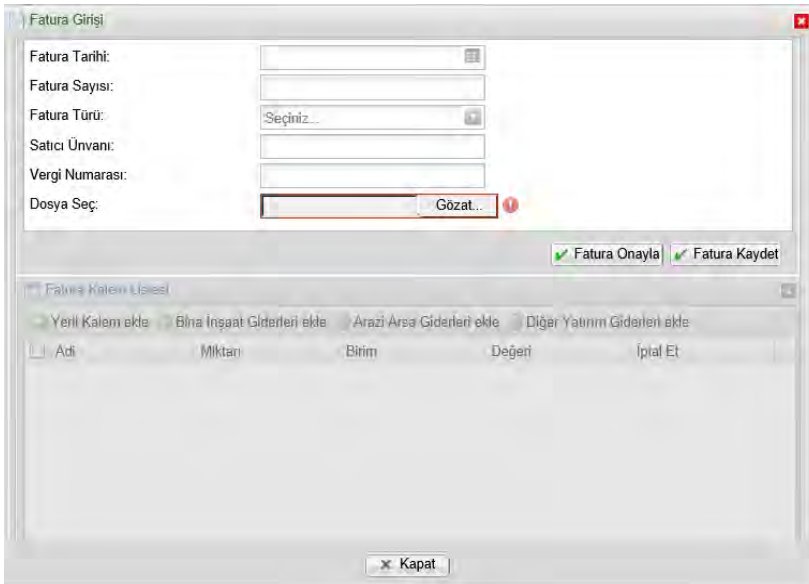 Fatura Girişi
Fatura Tarihi:
Fatura Sayısı:
Fatura Türü: Seçiniz...
Satıcı Ünvanı:
Vergi Numarası:
Dosya Seç: Gözat...
Fatura Onayla Fatura Kaydet
Fatura Kalem Listesi
Yeni Kalem ekle Bina İnşaat Giderleri ekle Arazi Arsa Giderleri ekle Diğer Yatırım Giderleri ekle
Adi Miktarı Birim Değeri İptal Et
Kapat